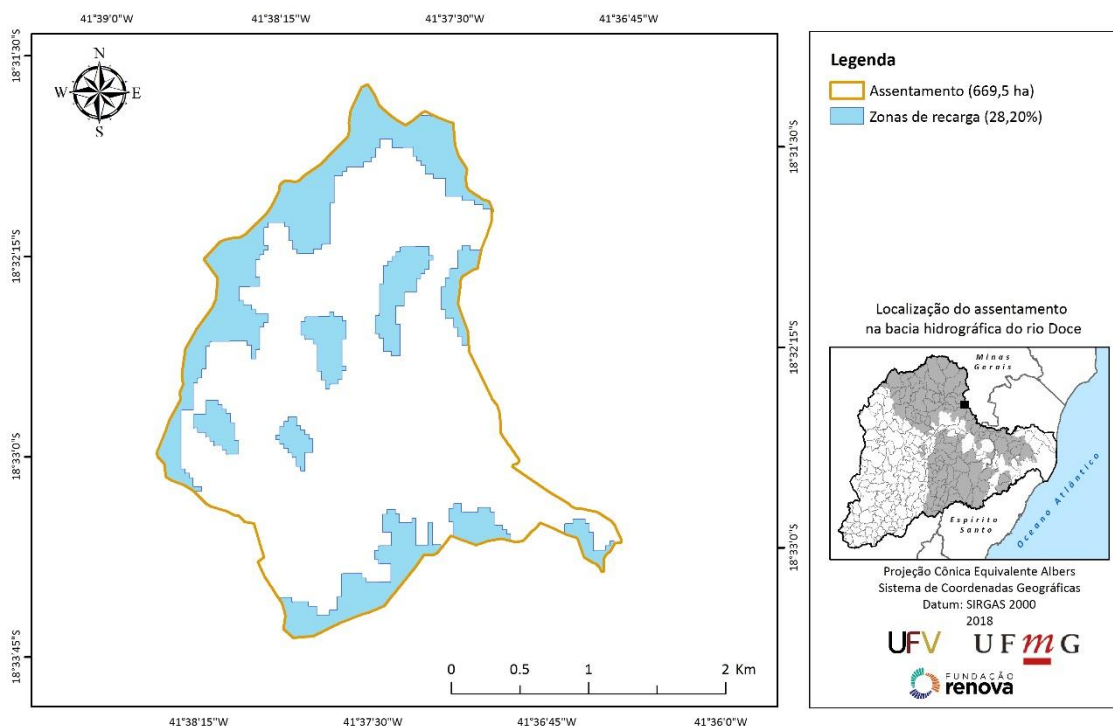 41°39'0"W
41°38'15"W
41°37'30"W
41°36'45"W
18°31'30"S
18°32'15"S
18°33'0"S
18°33'45"S
N
W
E
S
18°31'30"S
18°32'15"S
18°33'0"S
0
0.5
1
2 Km
41°38'15"W
41°37'30"W
41°36'45"W
41°36'0"W
Legenda
Assentamento (669,5 ha)
Zonas de recarga (28,20%)
Localização do assentamento
na bacia hidrográfica do rio Doce
Minas
Gerais
Espírito
Santo
Oceano Atlântico
Projeção Cônica Equivalente Albers
Sistema de Coordenadas Geográficas
Datum: SIRGAS 2000
2018
UFV
UFmG
FUNDAÇÃO
renova